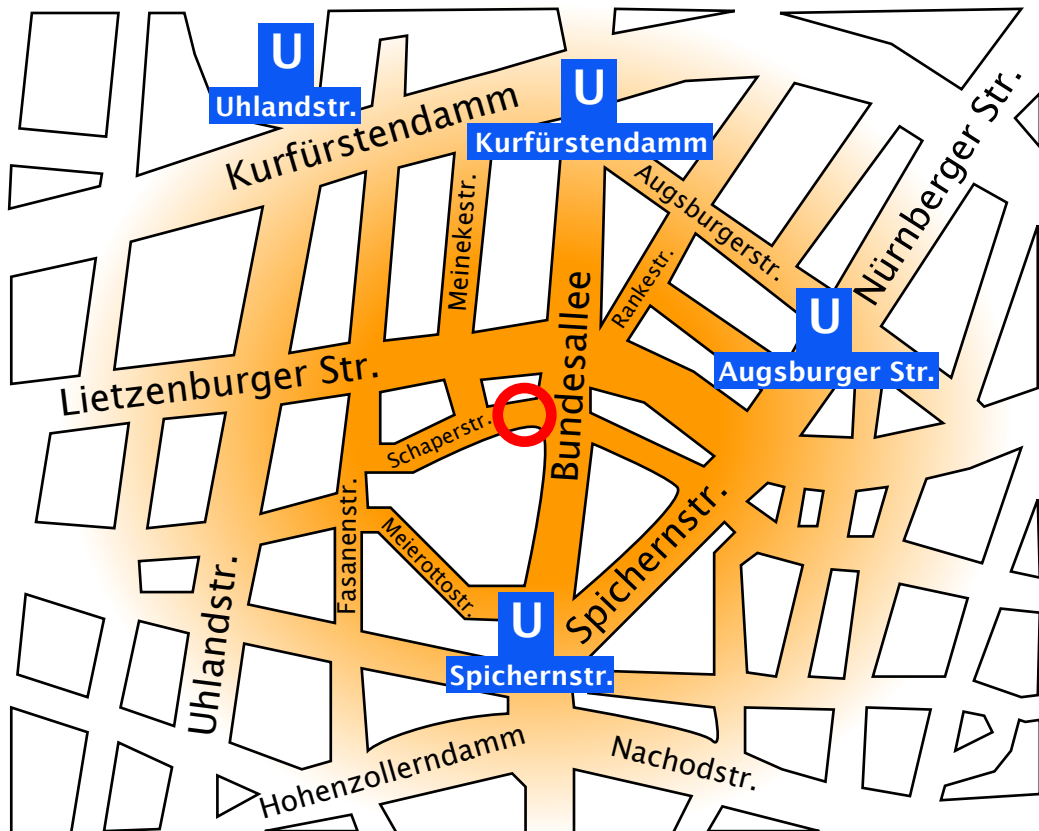 U
Uhlandstr.
U
Kurfürstendamm
Kurfürstendamm
Nürnberger Str.
Augsburgerstr.
Meinekestr.
Rankestr.
Bundesallee
U
Augsburger Str.
Lietzenburger Str.
Schaperstr.
Fasanenstr.
Meierottostr.
Spichernstr.
Uhlandstr.
U
Spichernstr.
Hohenzollerndamm
Nachodstr.